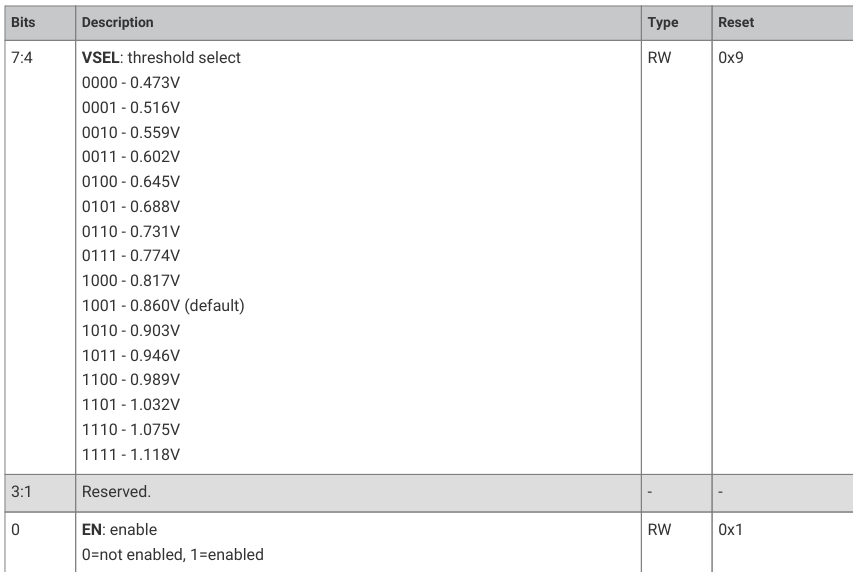 Bits Description Type Reset
7:4 VSEL: threshold select RW 0x9
0000 - 0.473V
0001 - 0.516V
0010 - 0.559V
0011 - 0.602V
0100 - 0.645V
0101 - 0.688V
0110 - 0.731V
0111 - 0.774V
1000 - 0.817V
1001 - 0.860V (default)
1010 - 0.903V
1011 - 0.946V
1100 - 0.989V
1101 - 1.032V
1110 - 1.075V
1111 - 1.118V
3:1 Reserved. - -
0 EN: enable RW 0x1
0=not enabled, 1=enabled